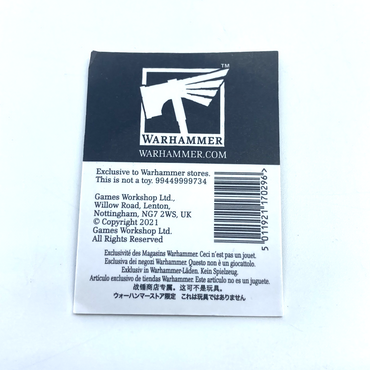 TM
WARHAMMER
WARHAMMER.COM
Exclusive to Warhammer stores.
This is not a toy. 99449999734
Games Workshop Ltd.,
Willow Road, Lenton,
Nottingham, NG7 2WS, UK
© Copyright 2021
Games Workshop Ltd.
All Rights Reserved
5 011921 170296
Exclusivité des Magasins Warhammer. Ceci n'est pas un jouet.
Esclusiva dei negozi Warhammer. Questo non è un giocattolo.
Exklusiv in Warhammer-Läden. Kein Spielzeug.
Artículo exclusivo de tiendas Warhammer. Este artículo no es un juguete.
战锤商店专属。这可不是玩具。
ウォーハンマーストア限定 これは玩具ではありません